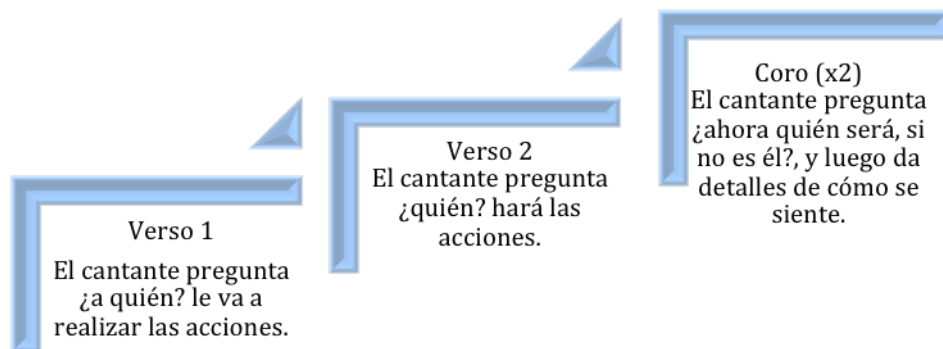 Verso 1
El cantante pregunta
¿a quién? le va a
realizar las acciones.
Verso 2
El cantante pregunta
¿quién? hará las
acciones.
Coro (x2)
El cantante pregunta
¿ahora quién será, si
no es él?, y luego da
detalles de cómo se
siente.